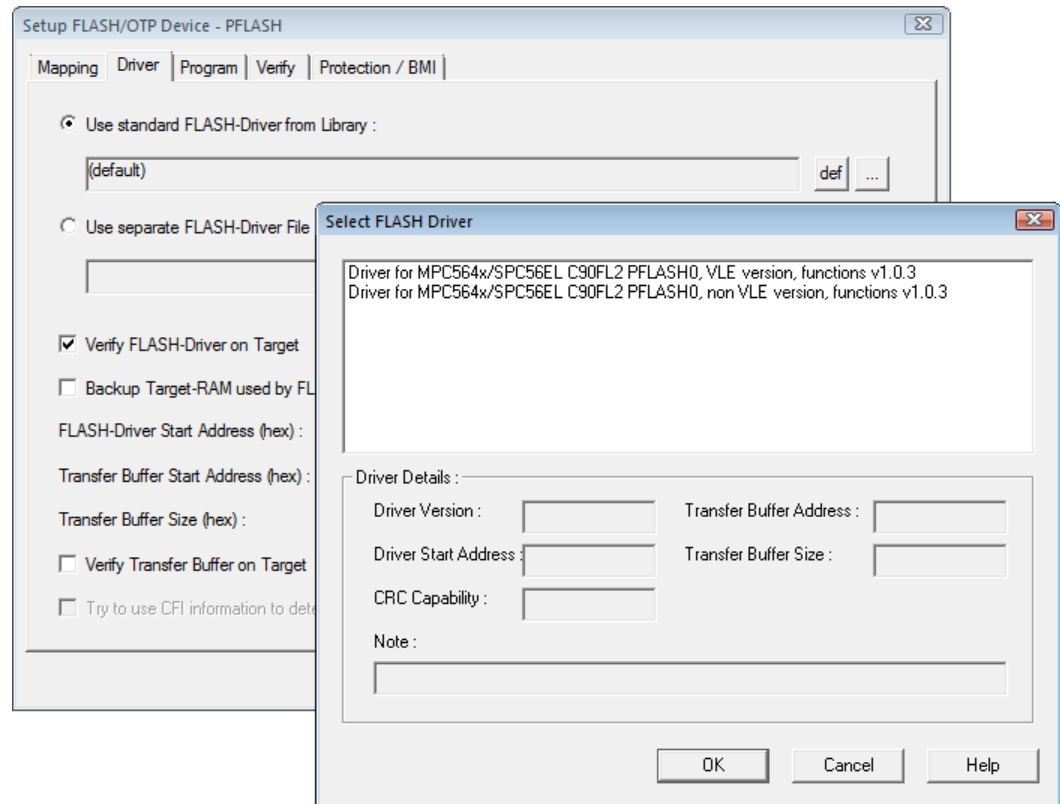 Setup FLASH/OTP Device - PFLASH
Mapping Driver Program Verify Protection / BMI
Use standard FLASH-Driver from Library :
(default)
def ...
Use separate FLASH-Driver File
Verify FLASH-Driver on Target
Backup Target-RAM used by FL
FLASH-Driver Start Address (hex) :
Transfer Buffer Start Address (hex) :
Transfer Buffer Size (hex) :
Verify Transfer Buffer on Target
Try to use CFI information to dete
Select FLASH Driver
Driver for MPC564x/SPC56EL C90FL2 PFLASH0, VLE version, functions v1.0.3
Driver for MPC564x/SPC56EL C90FL2 PFLASH0, non VLE version, functions v1.0.3
Driver Details :
Driver Version :
Transfer Buffer Address :
Driver Start Address :
Transfer Buffer Size :
CRC Capability :
Note :
OK
Cancel
Help